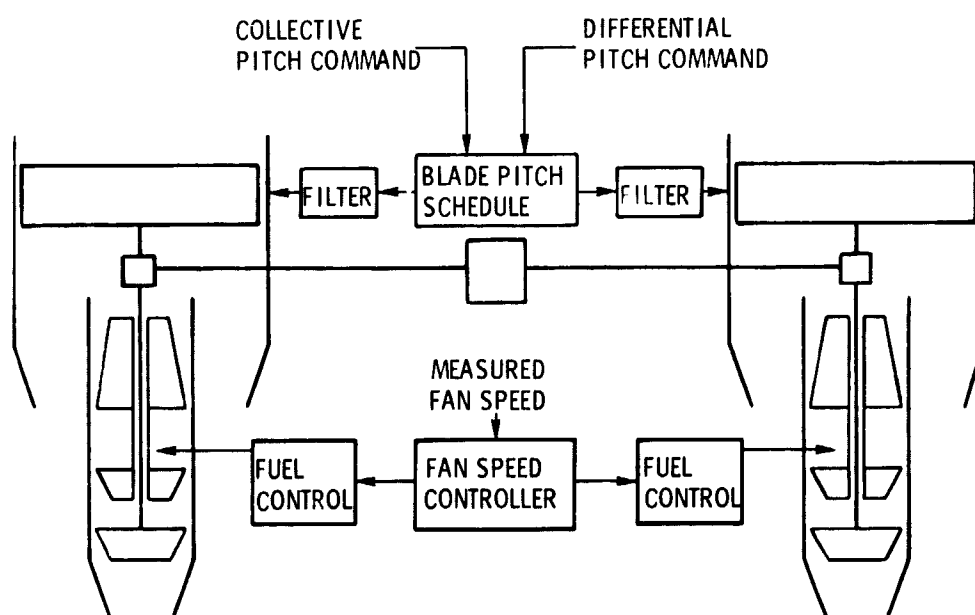 COLLECTIVE
PITCH COMMAND
DIFFERENTIAL
PITCH COMMAND
FILTER
BLADE PITCH
SCHEDULE
FILTER
MEASURED
FAN SPEED
FUEL
CONTROL
FAN SPEED
CONTROLLER
FUEL
CONTROL